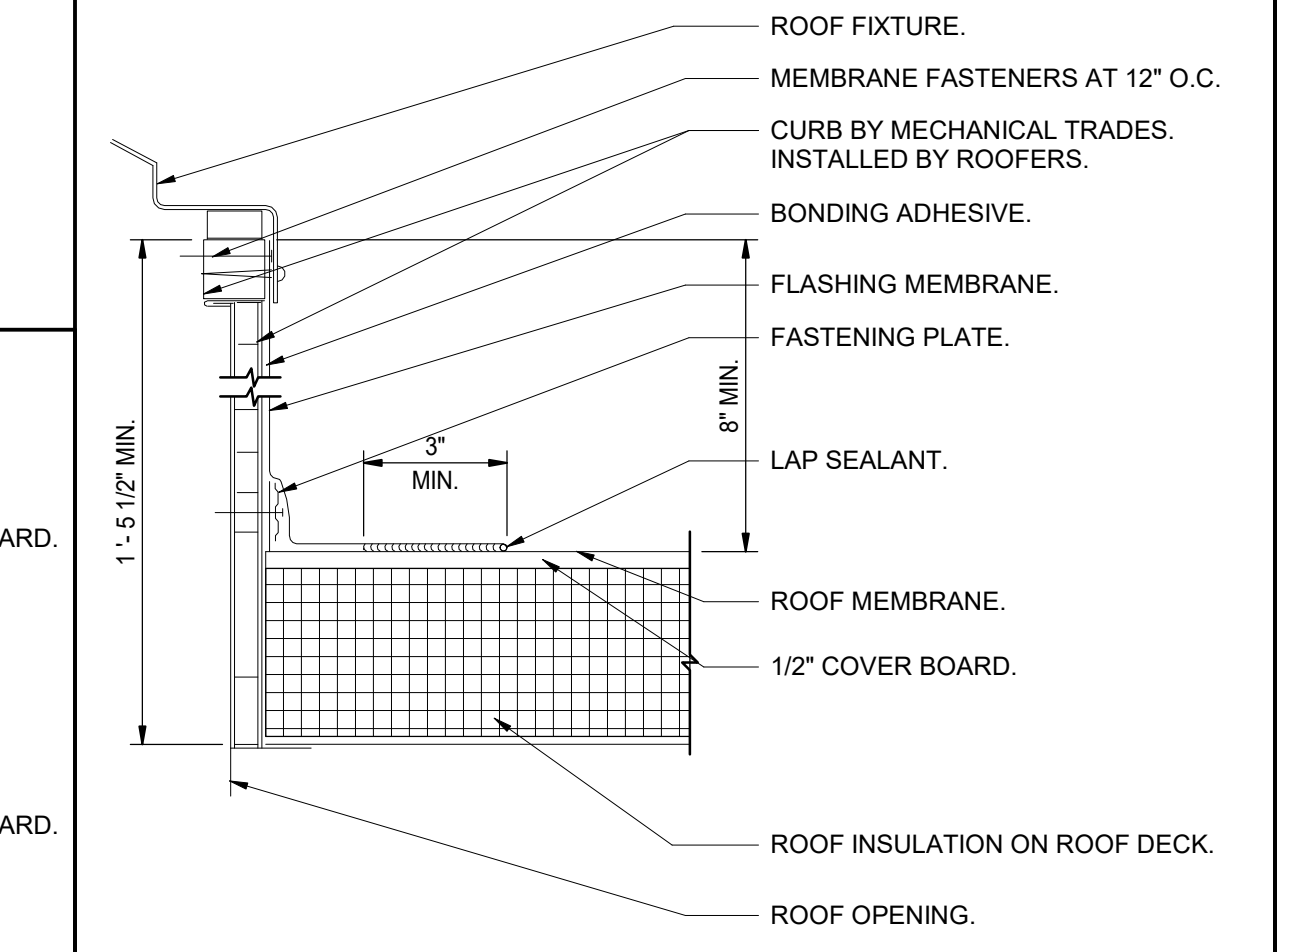 ROOF FIXTURE.
MEMBRANE FASTENERS AT 12" O.C.
CURB BY MECHANICAL TRADES.
INSTALLED BY ROOFERS.
BONDING ADHESIVE.
FLASHING MEMBRANE.
FASTENING PLATE.
8" MIN.
3"
MIN.
1 '- 5 1/2" MIN.
LAP SEALANT.
ARD.
ROOF MEMBRANE.
1/2" COVER BOARD.
ARD.
ROOF INSULATION ON ROOF DECK.
ROOF OPENING.